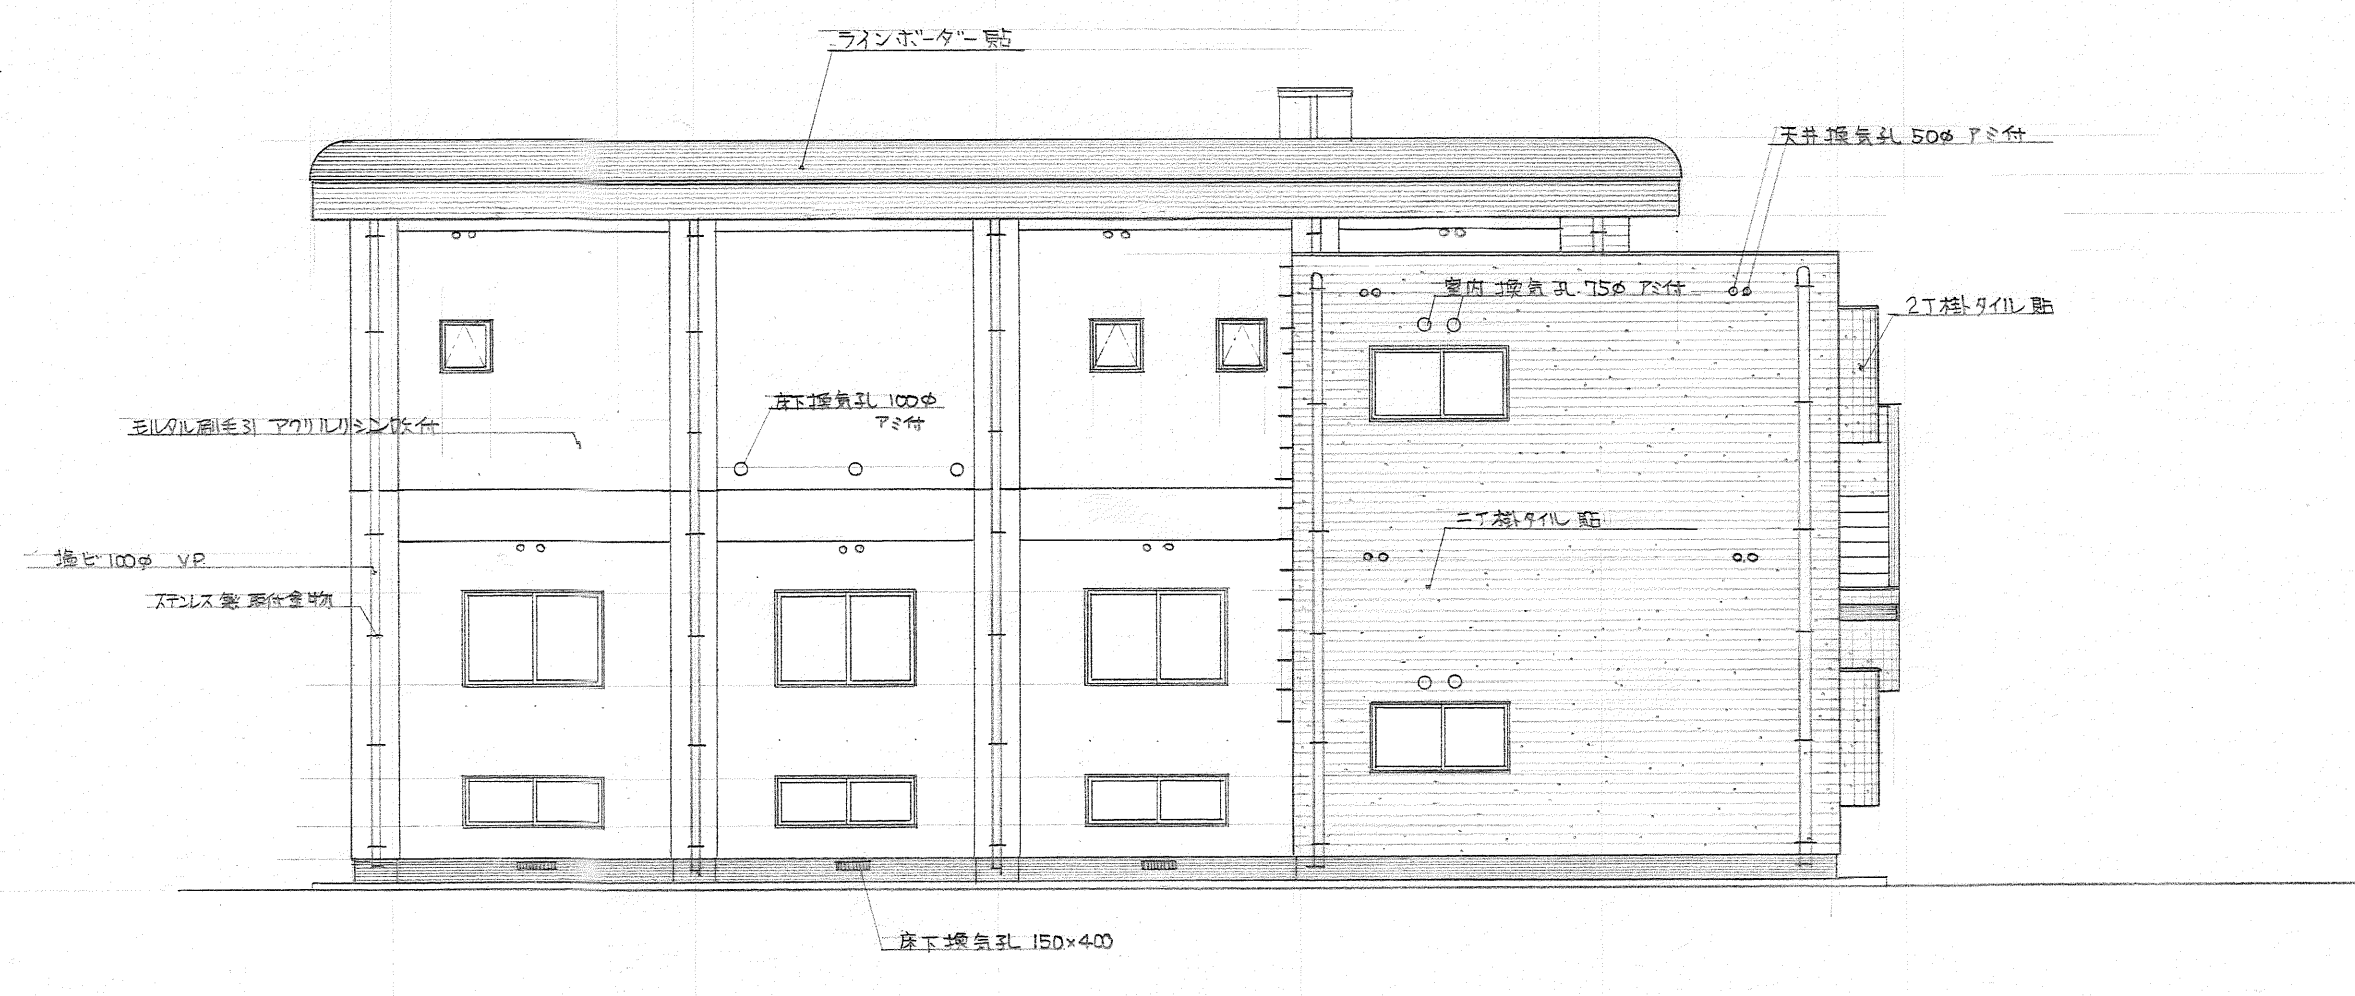 ラインボーダー貼
天井換気孔 50φ アミ付
室内換気孔 75φ アミ付
2丁掛タイル貼
床下換気孔 100φ
アミ付
モルタル刷毛引 アクリルリシン吹付
二丁掛タイル貼
塩ビ100φ VP
ステンレス製 取付金物
床下換気孔 150×400